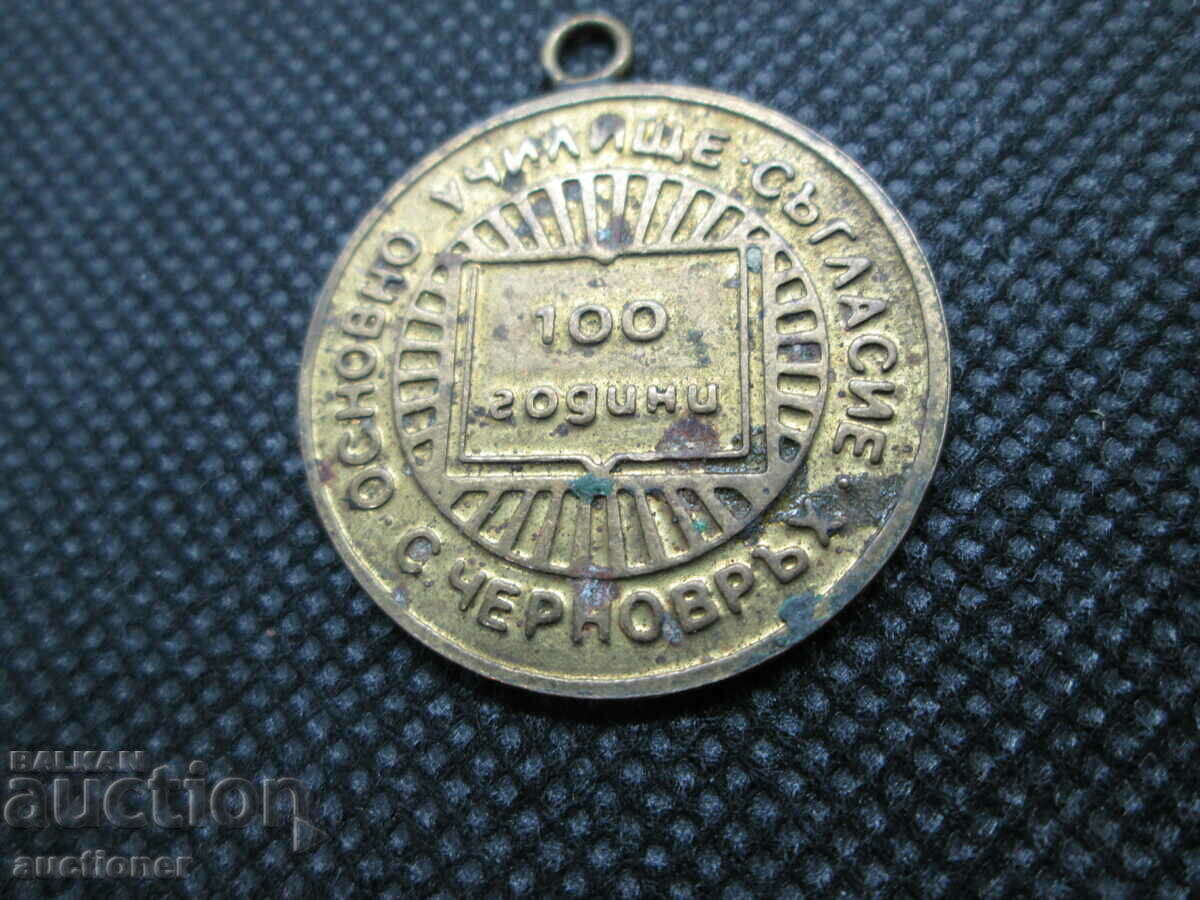 ОСНОВНО УЧИЛИЩЕ СЪГЛАСИЕ
100
години
С. ЧЕРНОВРЪХ
BALKAN
auction
auctioner